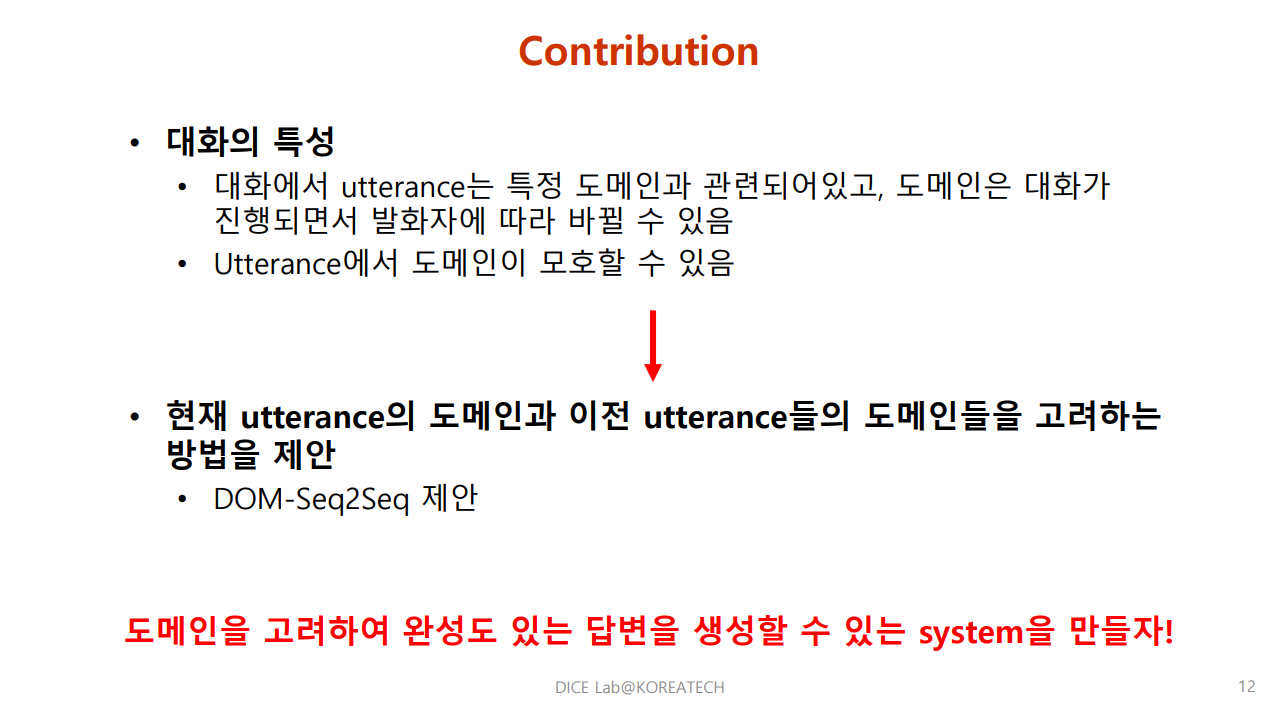 Contribution
• 대화의 특성
• 대화에서 utterance는 특정 도메인과 관련되어있고, 도메인은 대화가
진행되면서 발화자에 따라 바뀔 수 있음
• Utterance에서 도메인이 모호할 수 있음
• 현재 utterance의 도메인과 이전 utterance들의 도메인들을 고려하는
방법을 제안
• DOM-Seq2Seq 제안
도메인을 고려하여 완성도 있는 답변을 생성할 수 있는 system을 만들자!
DICE Lab@KOREATECH
12